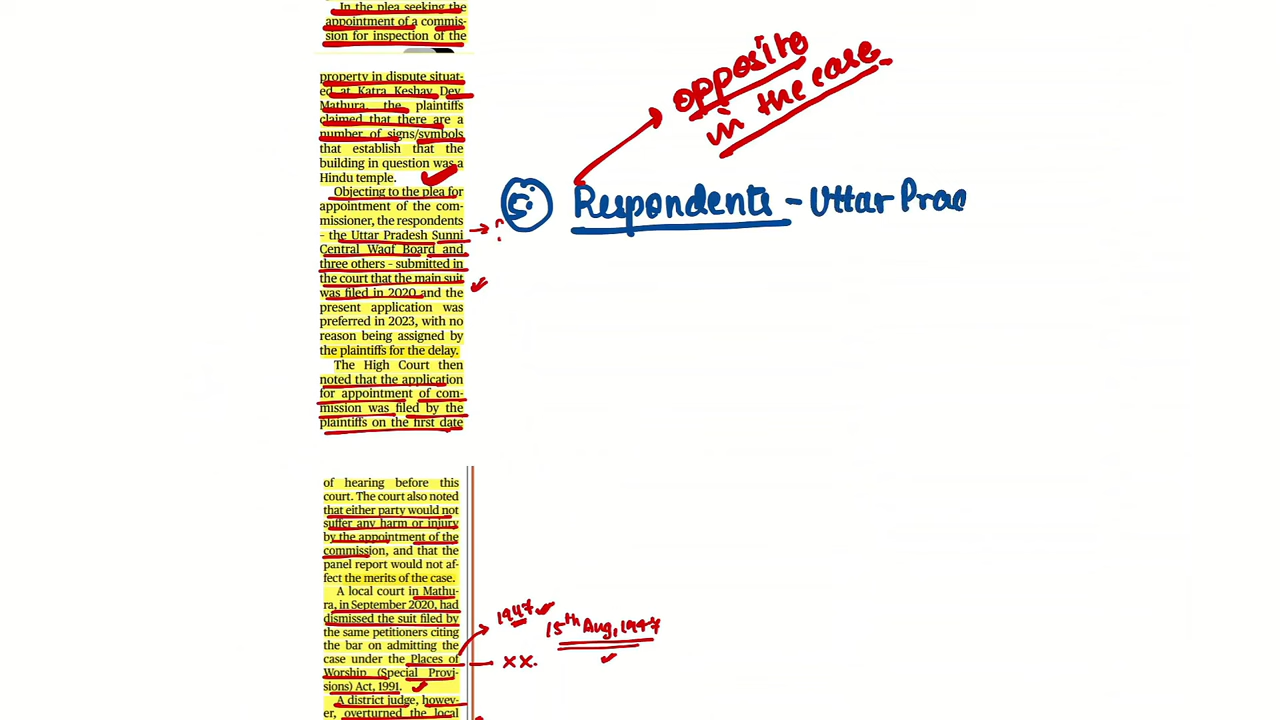 In the plea seeking the
appointment of a commis-
sion for inspection of the
property in dispute situat-
ed at Katra Keshav Dev
Mathura, the plaintiffs
claimed that there are a
number of signs/symbols
that establish that the
building in question was a
Hindu temple.
Objecting to the plea for
appointment of the com-
missioner, the respondents
- the Uttar Pradesh Sunni
Central Waqf Board and
three others - submitted in
the court that the main suit
was filed in 2020 and the
present application was
preferred in 2023, with no
reason being assigned by
the plaintiffs for the delay.
The High Court then
noted that the application
for appointment of com-
mission was filed by the
plaintiffs on the first date
of hearing before this
court. The court also noted
that either party would not
suffer any harm or injury
by the appointment of the
commission, and that the
panel report would not af-
fect the merits of the case.
A local court in Mathu-
ra, in September 2020, had
dismissed the suit filed by
the same petitioners citing
the bar on admitting the
case under the Places of
Worship (Special Provi-
sions) Act, 1991.
A district judge, howev-
er, overturned the local
opposite
in the case
5 Respondents - Uttar Prac
1947
15th Aug, 1947
xx.